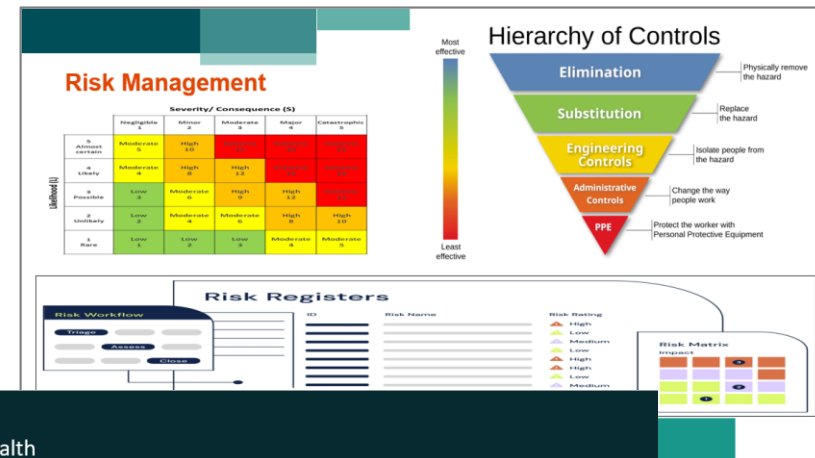 Risk Management
Severity/ Consequence (S)
Negligible 1
Minor 2
Moderate 3
Major 4
Catastrophic 5
Likelihood (L)
5 Almost certain
Moderate 5
High 10
4 Likely
Moderate 4
High 8
High 12
3 Possible
Low 3
Moderate 6
High 9
High 12
2 Unlikely
Low 2
Moderate 4
Moderate 6
High 8
High 10
1 Rare
Low 1
Low 2
Low 3
Moderate 4
Moderate 5
Hierarchy of Controls
Most
effective
Least
effective
Elimination
Physically remove
the hazard
Substitution
Replace
the hazard
Engineering
Controls
Isolate people from
the hazard
Administrative
Controls
Change the way
people work
PPE
Protect the worker with
Personal Protective Equipment
Risk Registers
Risk Workflow
Triage
Assess
Close
ID
Risk Name
Risk Rating
High
Low
Medium
Low
High
High
Low
Medium
Risk Matrix
Impact
alth